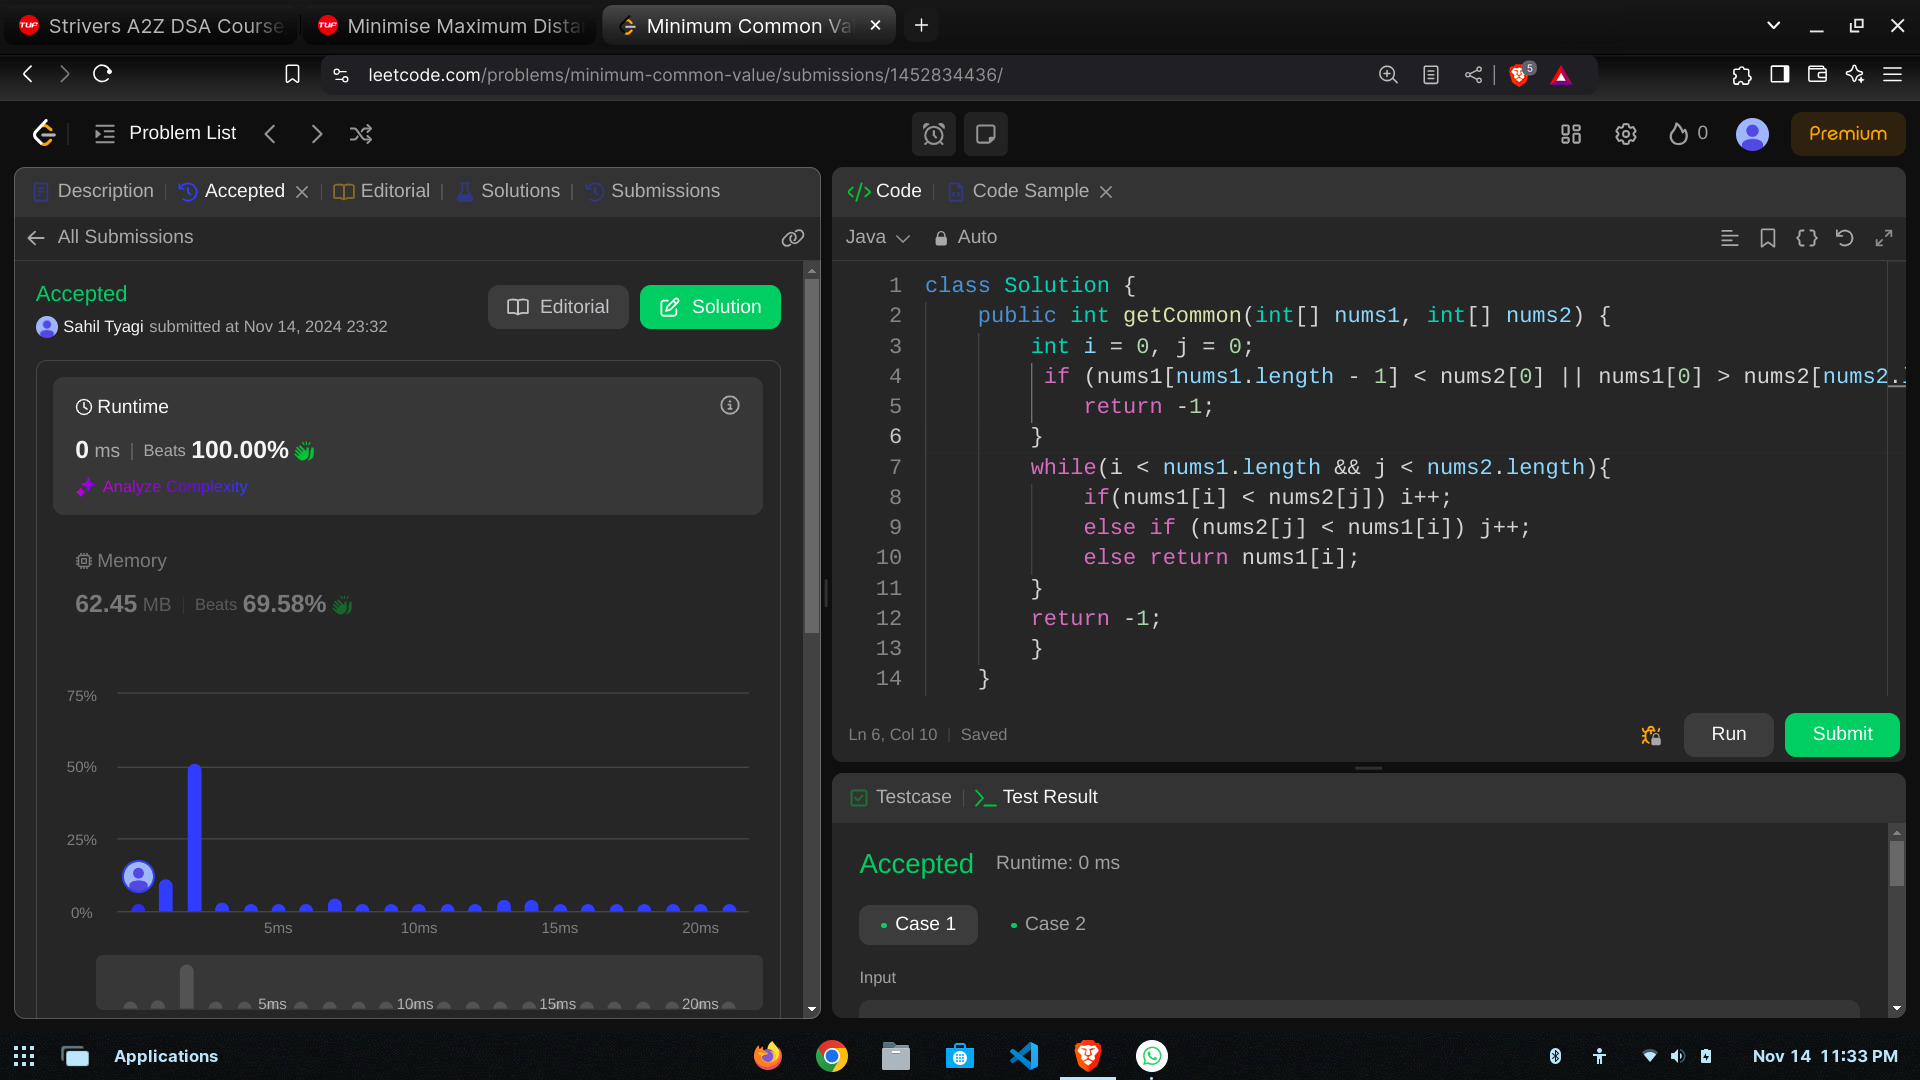 Strivers A2Z DSA Course
Minimise Maximum Dista
Minimum Common Va
leetcode.com/problems/minimum-common-value/submissions/1452834436/
5
Problem List
0
Premium
Description
Accepted
Editorial
Solutions
Submissions
All Submissions
Accepted
Sahil Tyagi submitted at Nov 14, 2024 23:32
Editorial
Solution
Runtime
0 ms | Beats 100.00%
Analyze Complexity
Memory
62.45 MB | Beats 69.58%
75%
50%
25%
0%
5ms 10ms 15ms 20ms
5ms 10ms 15ms 20ms
</> Code
Code Sample
Java
Auto
1 class Solution {
2 public int getCommon(int[] nums1, int[] nums2) {
3 int i = 0, j = 0;
4 if (nums1[nums1.length - 1] < nums2[0] || nums1[0] > nums2[nums2.
5 return -1;
6 }
7 while(i < nums1.length && j < nums2.length){
8 if(nums1[i] < nums2[j]) i++;
9 else if (nums2[j] < nums1[i]) j++;
10 else return nums1[i];
11 }
12 return -1;
13 }
14 }
Ln 6, Col 10 | Saved
Run
Submit
Testcase
Test Result
Accepted Runtime: 0 ms
Case 1
Case 2
Input
Applications
Nov 14 11:33 PM